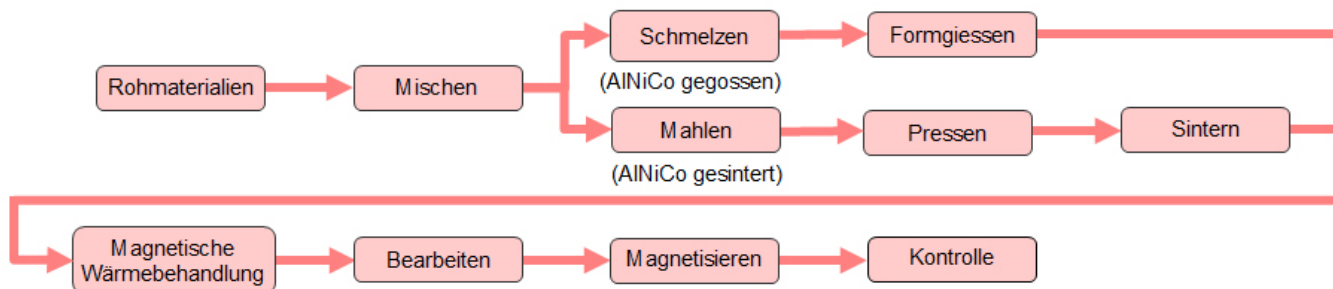 Schmelzen
Formgiessen
(AlNiCo gegossen)
Rohmaterialien
Mischen
Mahlen
Pressen
Sintern
(AlNiCo gesintert)
Magnetische
Wärmebehandlung
Bearbeiten
Magnetisieren
Kontrolle